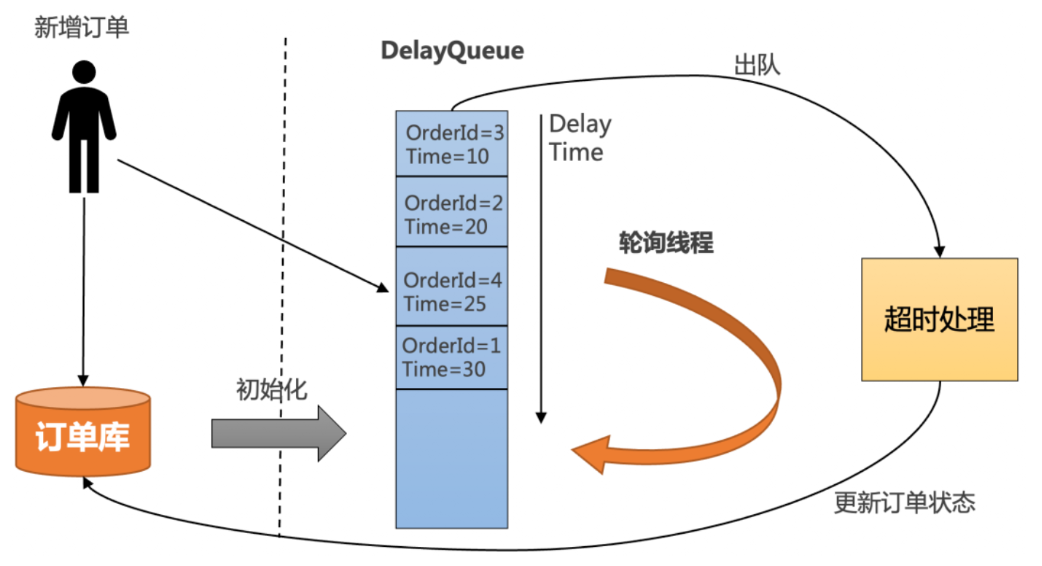 新增订单
DelayQueue
出队
OrderId=3
Time=10
Delay
Time
OrderId=2
Time=20
轮询线程
OrderId=4
Time=25
超时处理
OrderId=1
Time=30
初始化
订单库
更新订单状态